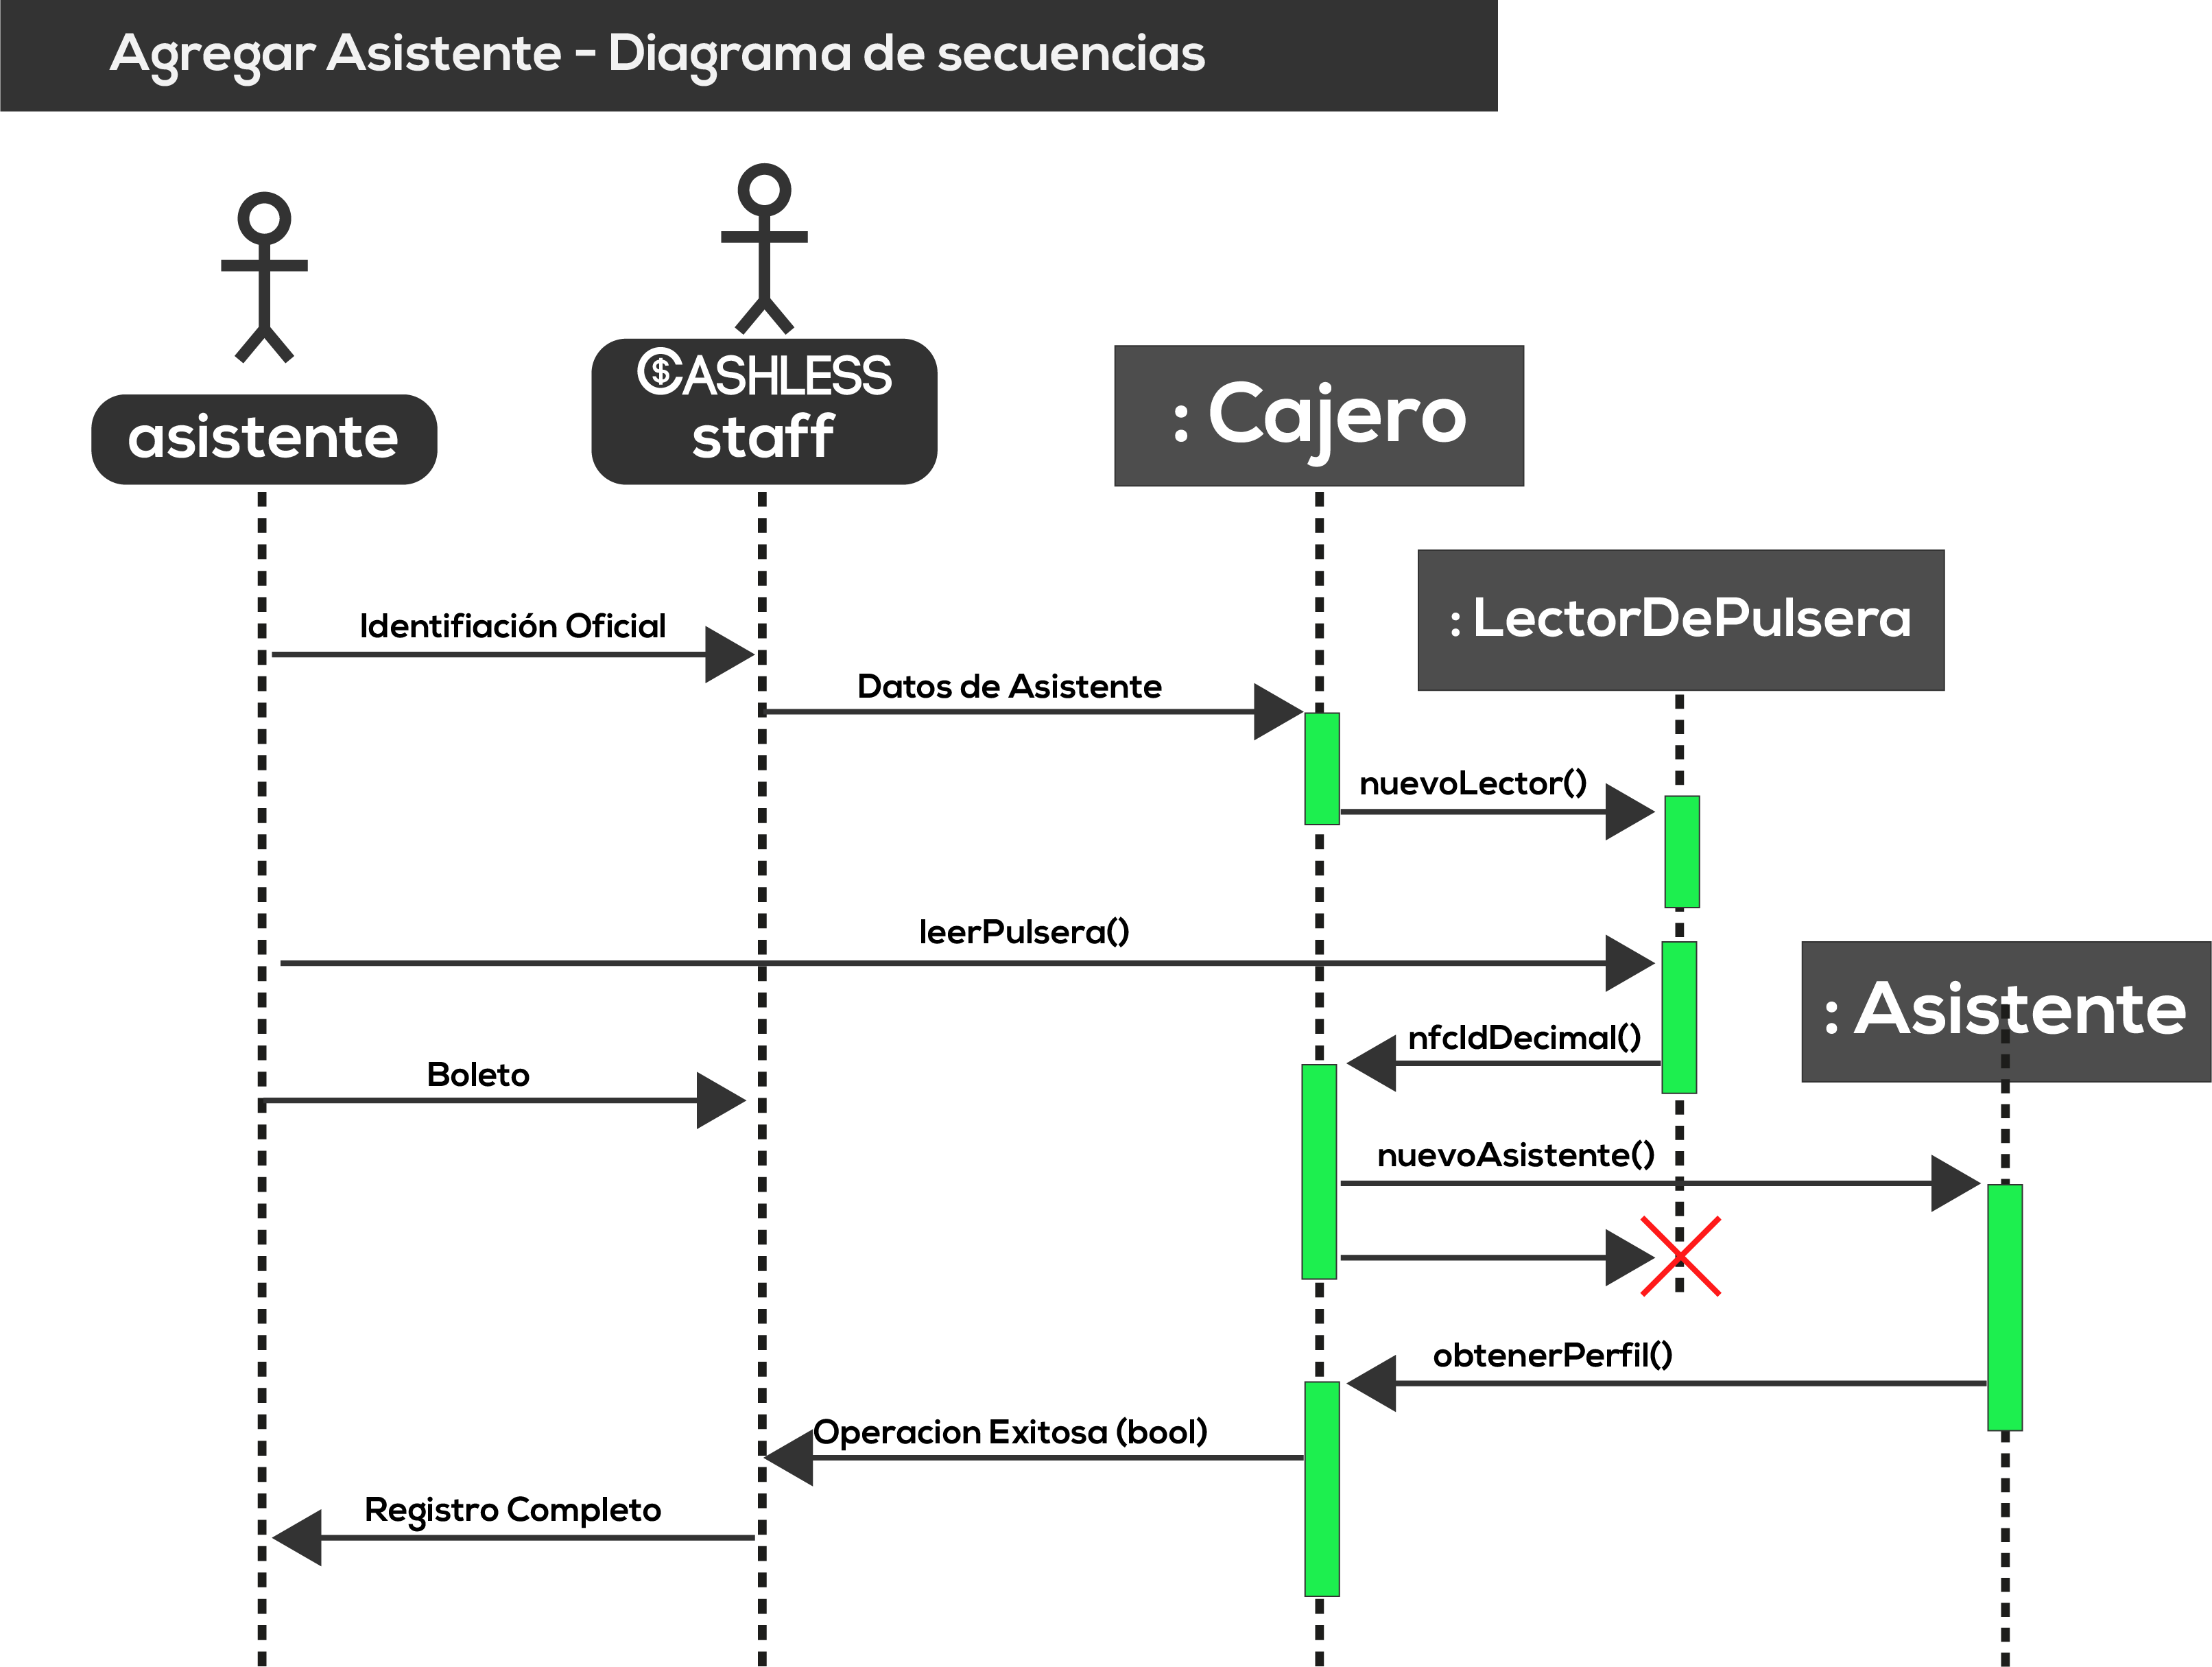 Agregar Asistente - Diagrama de secuencias
asistente
CASHLESS
staff
: Cajero
: LectorDePulsera
Identifiación Oficial
Datos de Asistente
nuevoLector()
leerPulsera()
: Asistente
nfcIdDecimal()
Boleto
nuevoAsistente()
obtenerPerfil()
Operacion Exitosa (bool)
Registro Completo